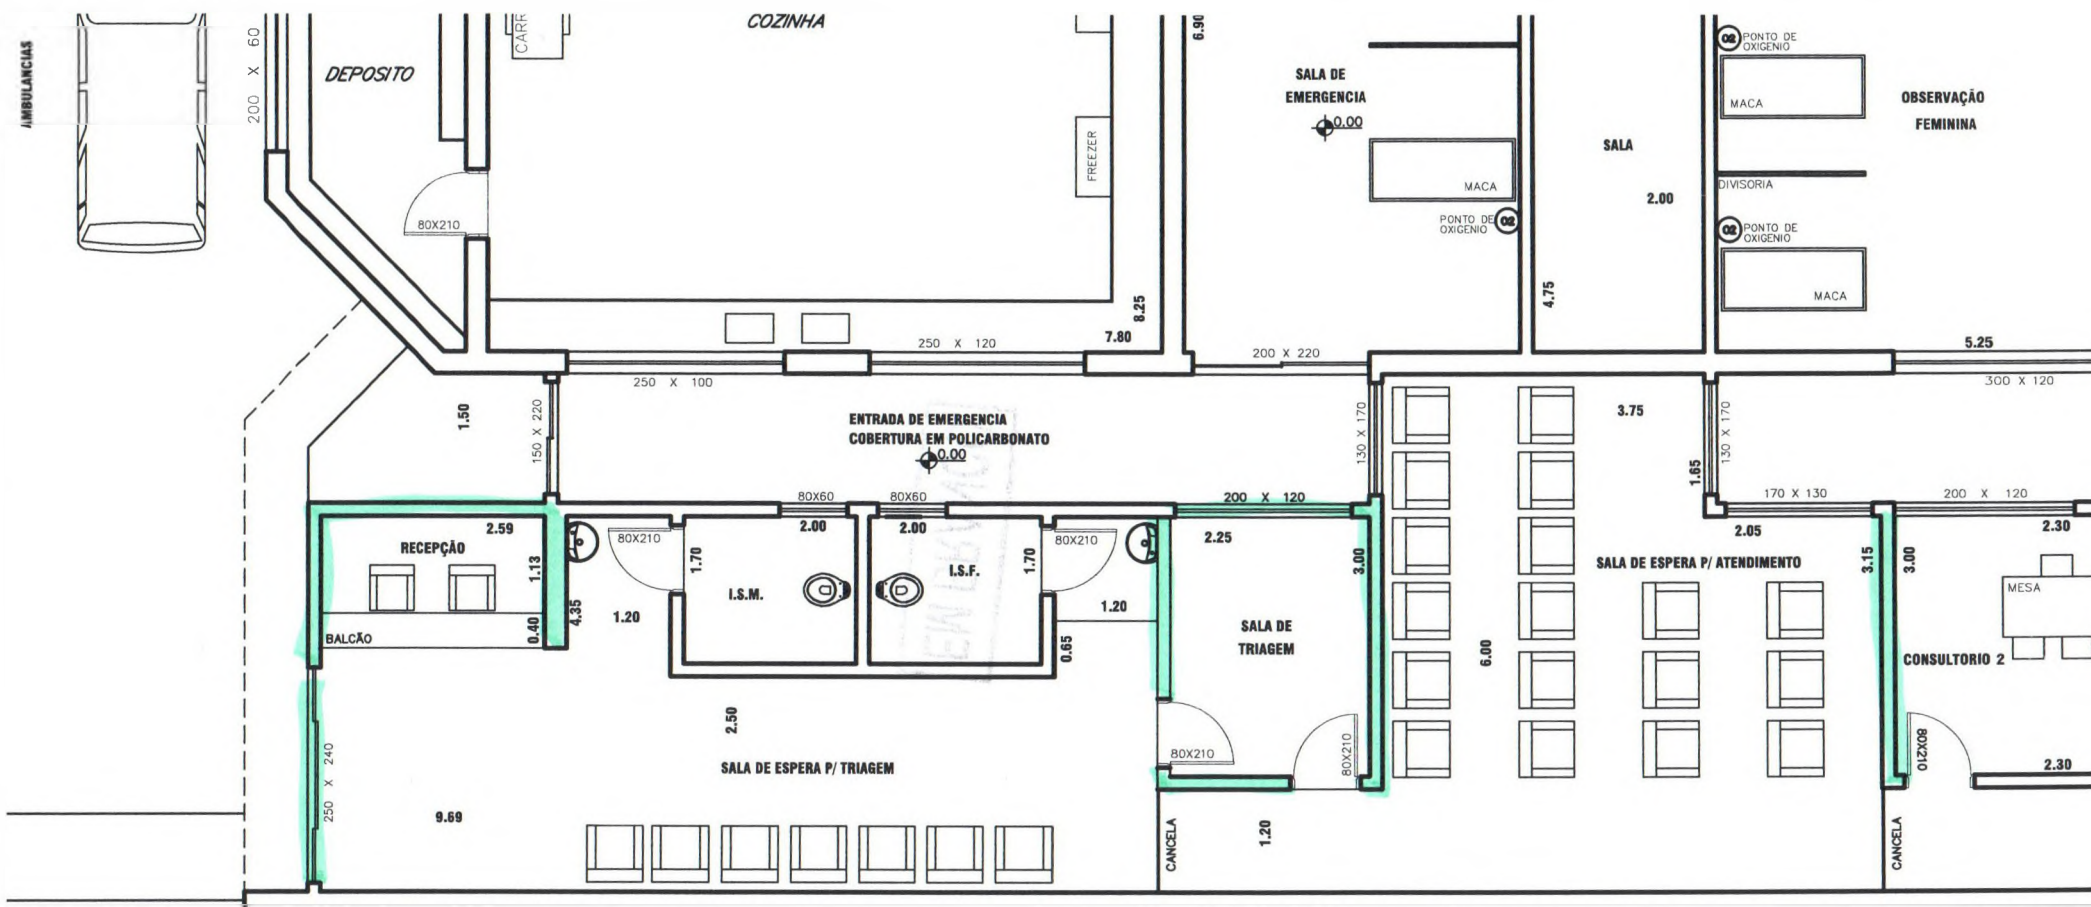 AMBULANCIAS
200 X 60
DEPOSITO
CARR
COZINHA
FREEZER
80X210
8.25
7.80
250 X 120
250 X 100
6.90
SALA DE
EMERGENCIA
0.00
MACA
PONTO DE
OXIGENIO
02
200 X 220
4.75
SALA
2.00
02
PONTO DE
OXIGENIO
MACA
OBSERVAÇÃO
FEMININA
DIVISORIA
02
PONTO DE
OXIGENIO
MACA
5.25
300 X 120
1.50
150 X 220
ENTRADA DE EMERGENCIA
COBERTURA EM POLICARBONATO
0.00
130 X 170
3.75
1.65
130 X 170
80X60
80X60
200 X 120
170 X 130
200 X 120
2.59
RECEPÇÃO
1.13
BALCÃO
0.40
4.35
80X210
1.20
1.70
2.00
I.S.M.
2.00
I.S.F.
1.70
80X210
1.20
0.65
2.25
3.00
SALA DE
TRIAGEM
80X210
80X210
6.00
2.05
SALA DE ESPERA P/ ATENDIMENTO
3.15
3.00
2.30
MESA
CONSULTORIO 2
80X210
2.30
250 X 240
2.50
SALA DE ESPERA P/ TRIAGEM
9.69
CANCELA
1.20
CANCELA